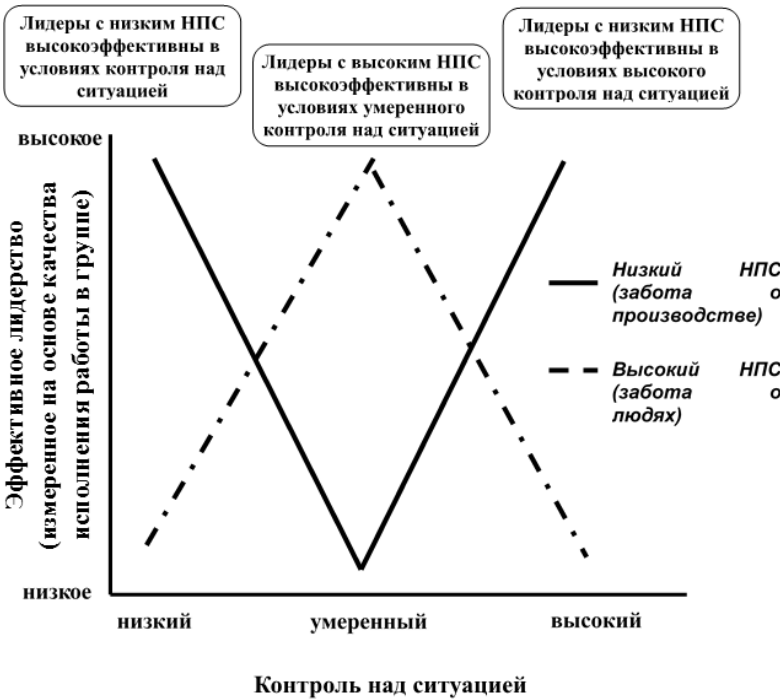 Лидеры с низким НПС
высокоэффективны в
условиях контроля над
ситуацией
Лидеры с высоким НПС
высокоэффективны в
условиях умеренного
контроля над ситуацией
Лидеры с низким НПС
высокоэффективны в
условиях высокого
контроля над ситуацией
высокое
Эффективное лидерство
(измеренное на основе качества
исполнения работы в группе)
низкое
Низкий НПС
(забота о
производстве)
Высокий НПС
(забота о
людях)
низкий умеренный высокий
Контроль над ситуацией